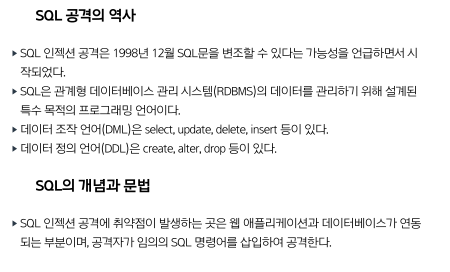 SQL 공격의 역사
▶ SQL 인젝션 공격은 1998년 12월 SQL문을 변조할 수 있다는 가능성을 언급하면서 시
작되었다.
▶ SQL은 관계형 데이터베이스 관리 시스템(RDBMS)의 데이터를 관리하기 위해 설계된
특수 목적의 프로그래밍 언어이다.
▶ 데이터 조작 언어(DML)은 select, update, delete, insert 등이 있다.
▶ 데이터 정의 언어(DDL)은 create, alter, drop 등이 있다.
SQL의 개념과 문법
▶ SQL 인젝션 공격에 취약점이 발생하는 곳은 웹 애플리케이션과 데이터베이스가 연동
되는 부분이며, 공격자가 임의의 SQL 명령어를 삽입하여 공격한다.